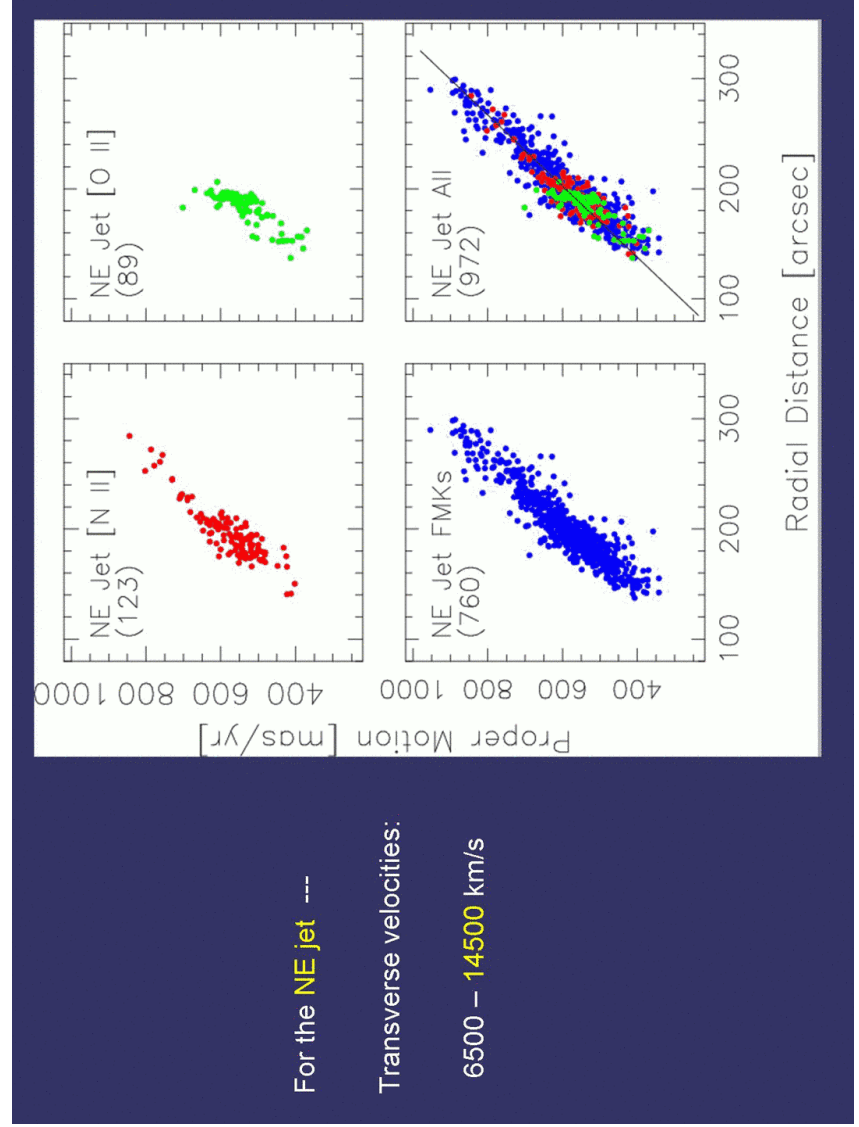 For the NE jet ---
Transverse velocities:
6500 – 14500 km/s
Proper Motion [mas/yr]
1000
800
600
400
NE Jet [N II]
(123)
NE Jet [O II]
(89)
1000
800
600
400
NE Jet FMKs
(760)
NE Jet All
(972)
100
200
300
100
200
300
Radial Distance [arcsec]